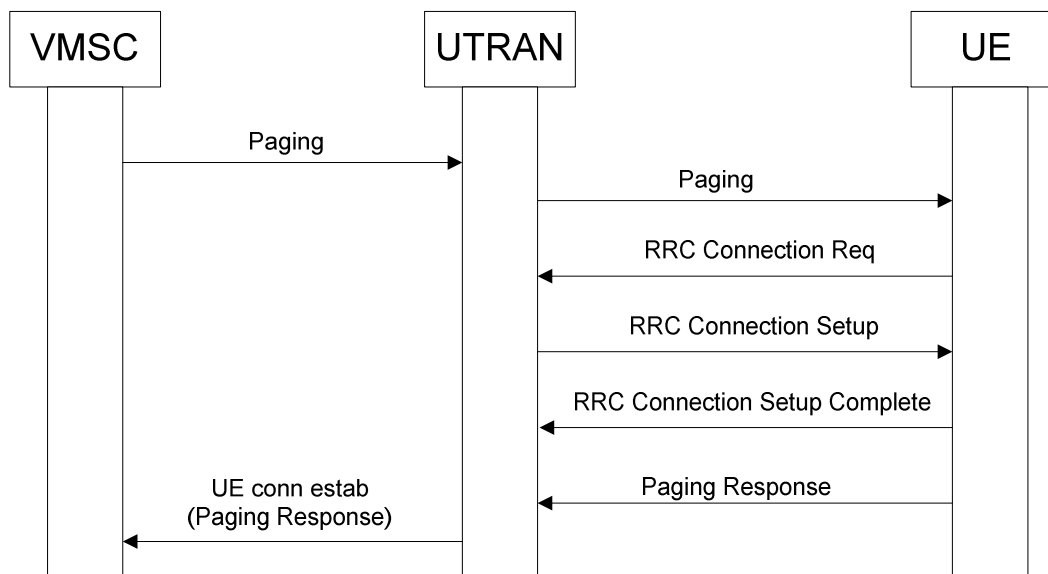 VMSC
UTRAN
UE
Paging
Paging
RRC Connection Req
RRC Connection Setup
RRC Connection Setup Complete
Paging Response
UE conn estab
(Paging Response)